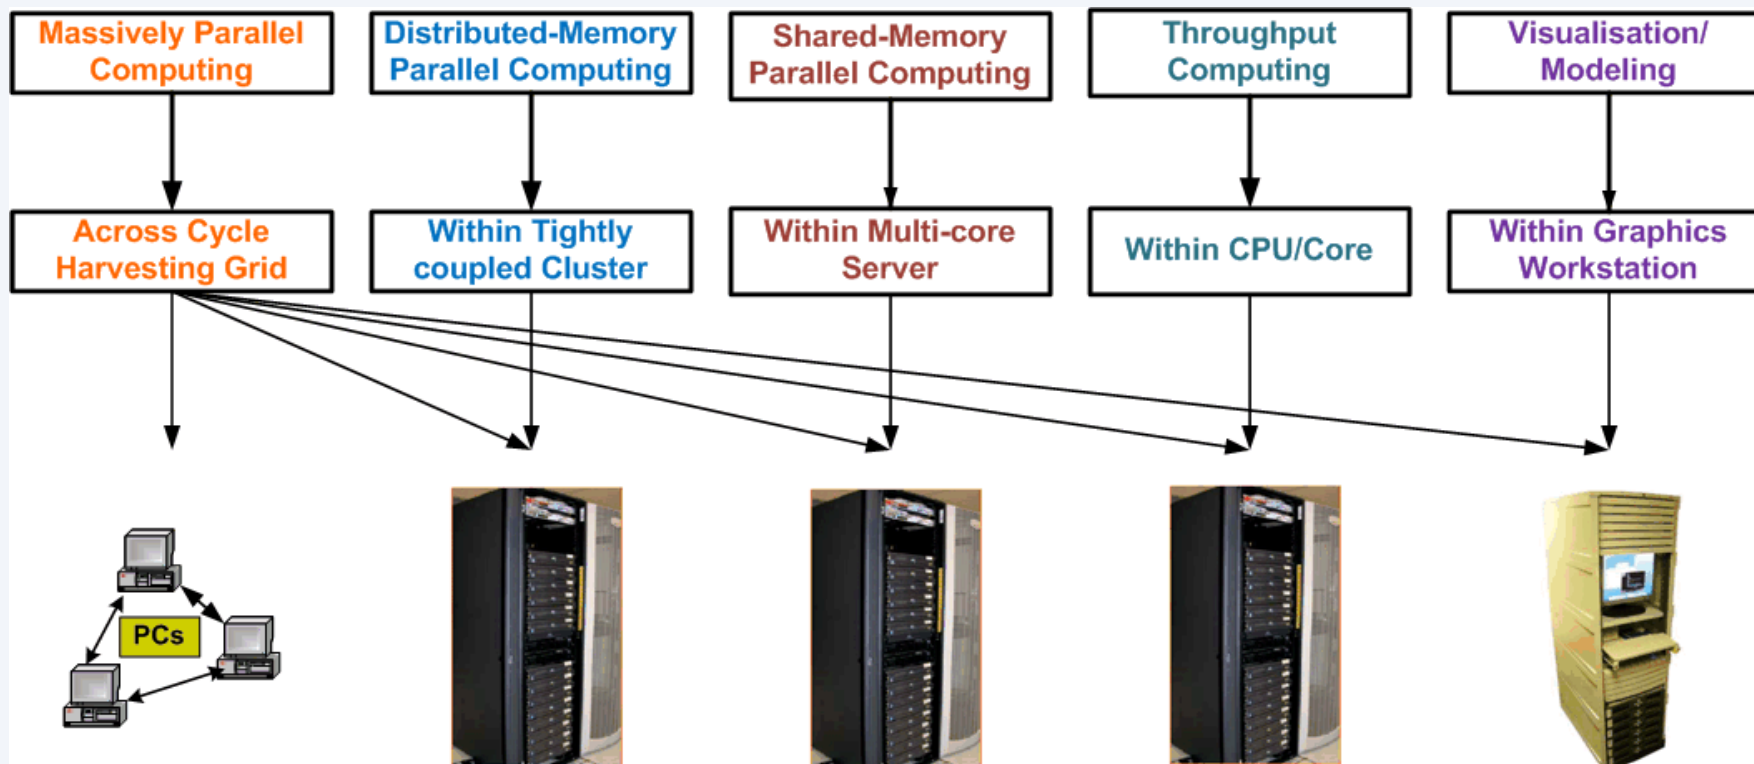 Massively Parallel
Computing
Distributed-Memory
Parallel Computing
Shared-Memory
Parallel Computing
Throughput
Computing
Visualisation/
Modeling
Across Cycle
Harvesting Grid
Within Tightly
coupled Cluster
Within Multi-core
Server
Within CPU/Core
Within Graphics
Workstation
PCs